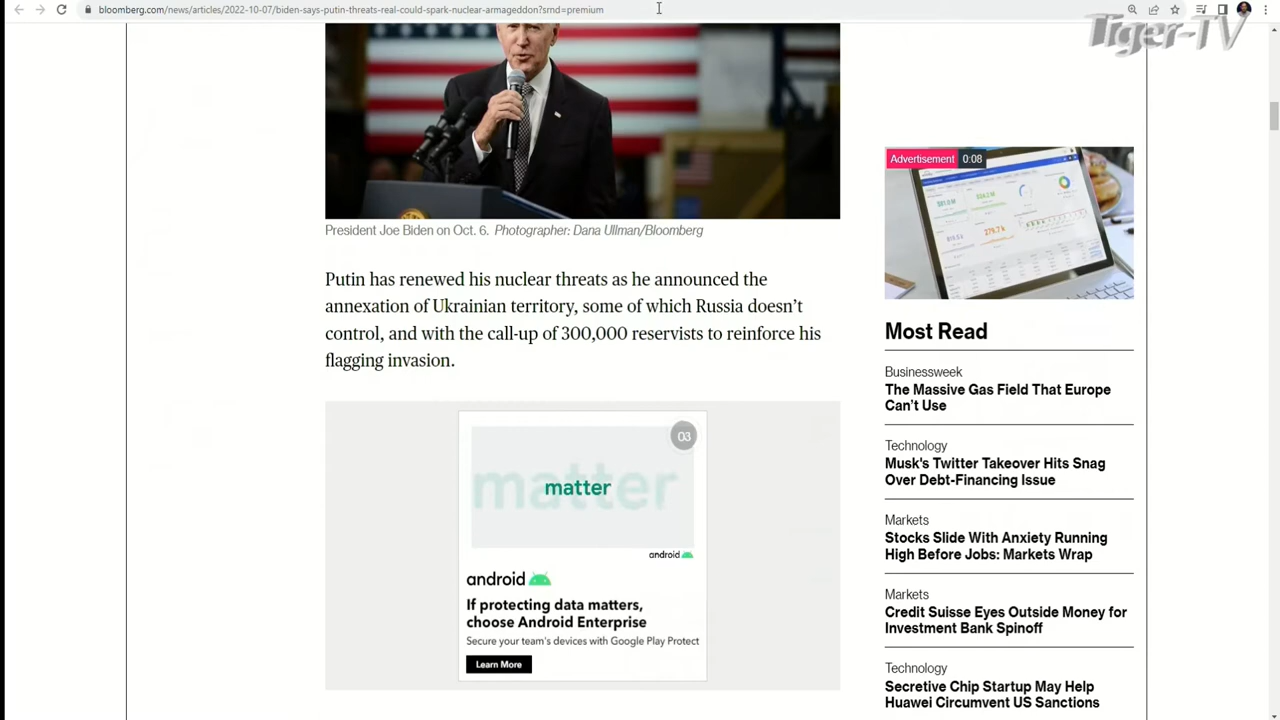 bloomberg.com/news/articles/2022-10-07/biden-says-putin-threats-real-could-spark-nuclear-armageddon?srnd=premium
Tiger-TV
President Joe Biden on Oct. 6. Photographer: Dana Ullman/Bloomberg
Putin has renewed his nuclear threats as he announced the
annexation of Ukrainian territory, some of which Russia doesn’t
control, and with the call-up of 300,000 reservists to reinforce his
flagging invasion.
03
matter
matter
android
android
If protecting data matters,
choose Android Enterprise
Secure your team's devices with Google Play Protect
Learn More
Advertisement 0:08
Most Read
Businessweek
The Massive Gas Field That Europe
Can’t Use
Technology
Musk's Twitter Takeover Hits Snag
Over Debt-Financing Issue
Markets
Stocks Slide With Anxiety Running
High Before Jobs: Markets Wrap
Markets
Credit Suisse Eyes Outside Money for
Investment Bank Spinoff
Technology
Secretive Chip Startup May Help
Huawei Circumvent US Sanctions